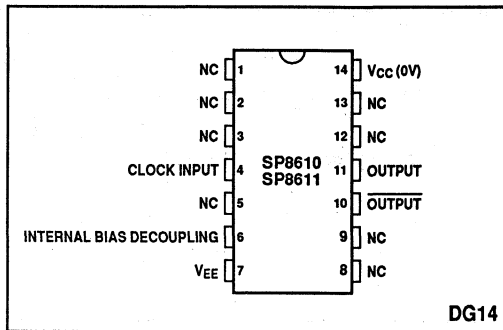 NC 1 14 VCC (0V)
NC 2 13 NC
NC 3 12 NC
CLOCK INPUT 4 SP8610 SP8611 11 OUTPUT
NC 5 10 OUTPUT
INTERNAL BIAS DECOUPLING 6 9 NC
VEE 7 8 NC
DG14